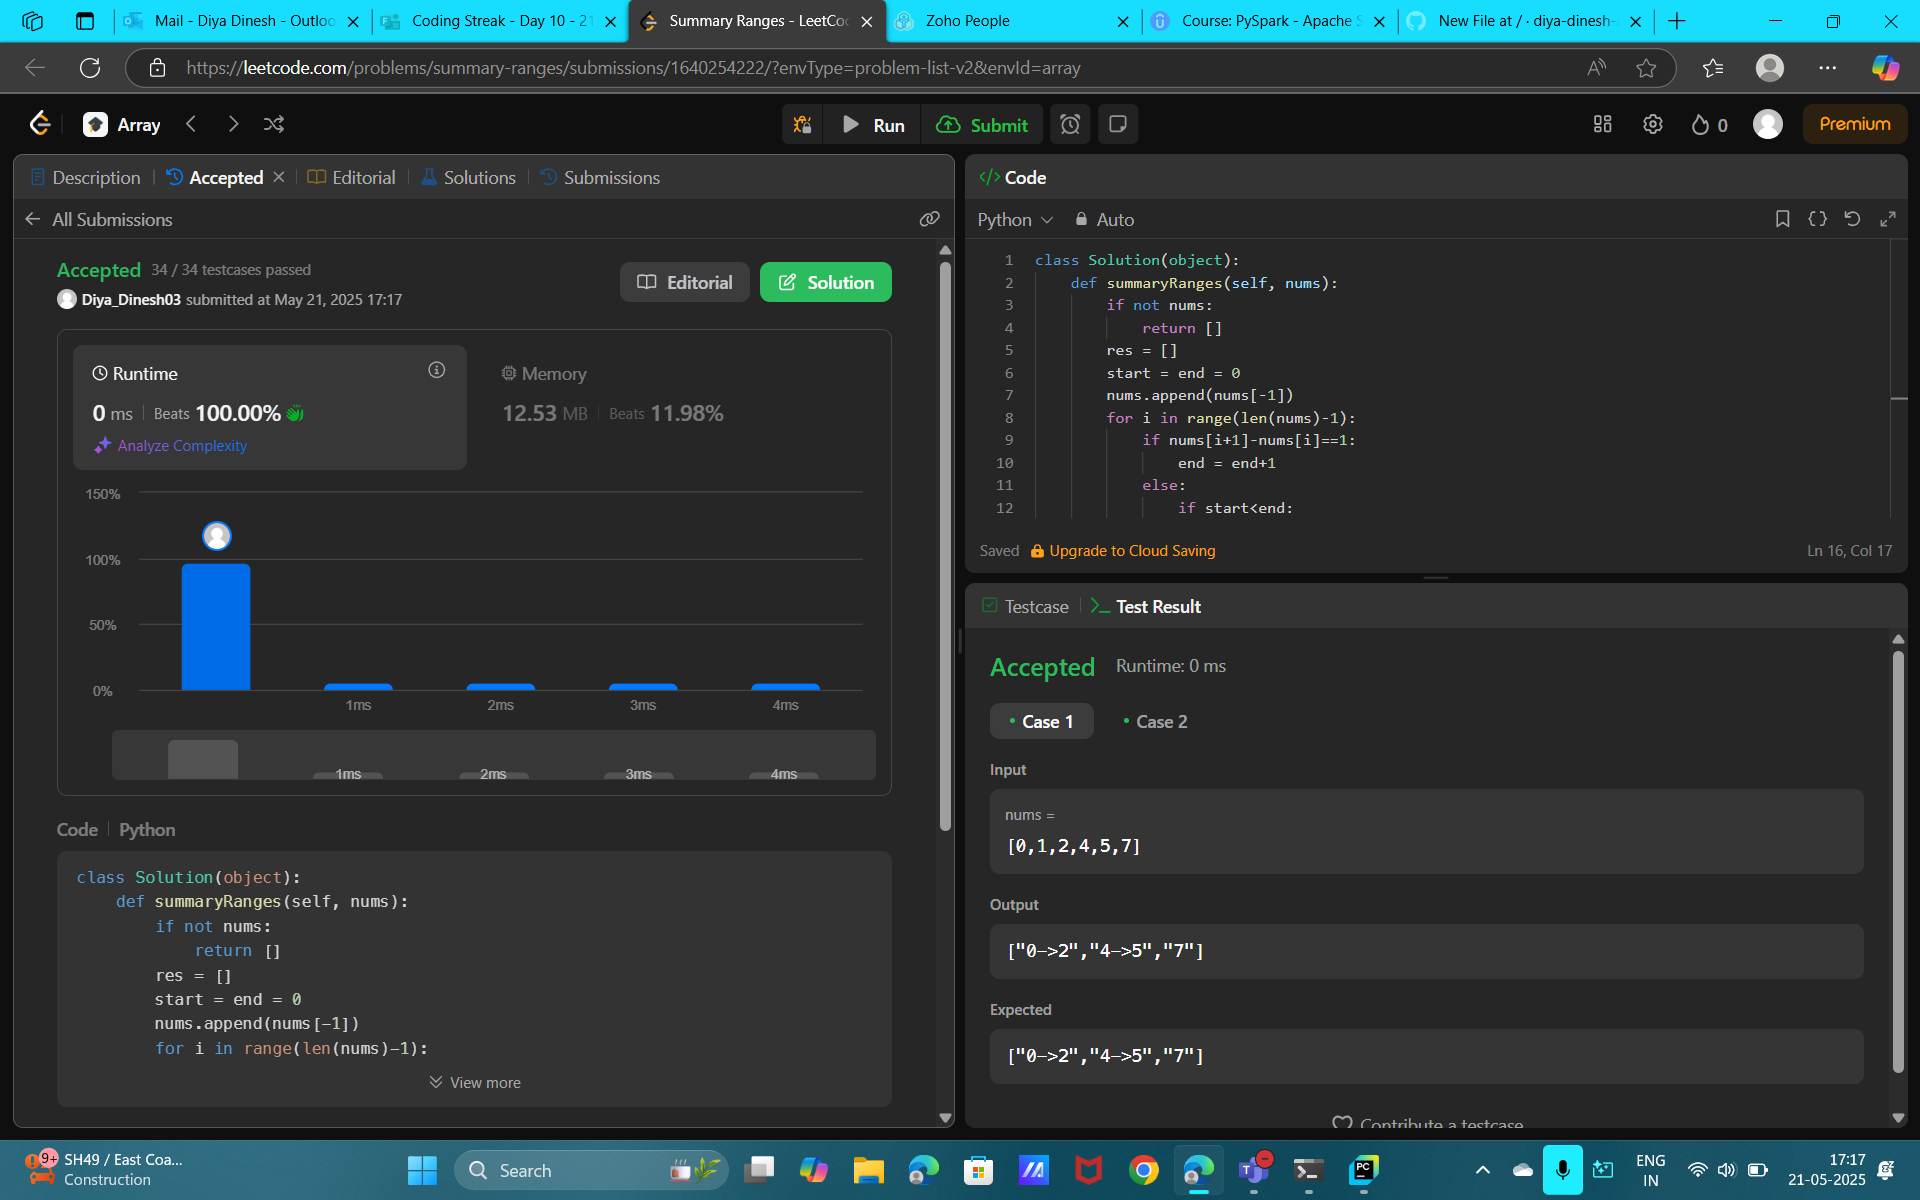 Mail - Diya Dinesh - Outloo
Coding Streak - Day 10 - 21
Summary Ranges - LeetCo
Zoho People
Course: PySpark - Apache S
New File at / · diya-dinesh-
https://leetcode.com/problems/summary-ranges/submissions/1640254222/?envType=problem-list-v2&envId=array
Array
Run
Submit
0
Premium
Description
Accepted
Editorial
Solutions
Submissions
All Submissions
Accepted 34 / 34 testcases passed
Diya_Dinesh03 submitted at May 21, 2025 17:17
Editorial
Solution
Runtime
0 ms Beats 100.00%
Analyze Complexity
Memory
12.53 MB Beats 11.98%
150%
100%
50%
0%
1ms 2ms 3ms 4ms
1ms 2ms 3ms 4ms
Code Python
class Solution(object):
def summaryRanges(self, nums):
if not nums:
return []
res = []
start = end = 0
nums.append(nums[-1])
for i in range(len(nums)-1):
View more
</> Code
Python
Auto
1 class Solution(object):
2 def summaryRanges(self, nums):
3 if not nums:
4 return []
5 res = []
6 start = end = 0
7 nums.append(nums[-1])
8 for i in range(len(nums)-1):
9 if nums[i+1]-nums[i]==1:
10 end = end+1
11 else:
12 if start<end:
Saved Upgrade to Cloud Saving
Ln 16, Col 17
Testcase
Test Result
Accepted Runtime: 0 ms
Case 1
Case 2
Input
nums =
[0,1,2,4,5,7]
Output
["0->2","4->5","7"]
Expected
["0->2","4->5","7"]
Contribute a testcase
9+
SH49 / East Coa...
Construction
Search
PC
ENG
IN
17:17
21-05-2025